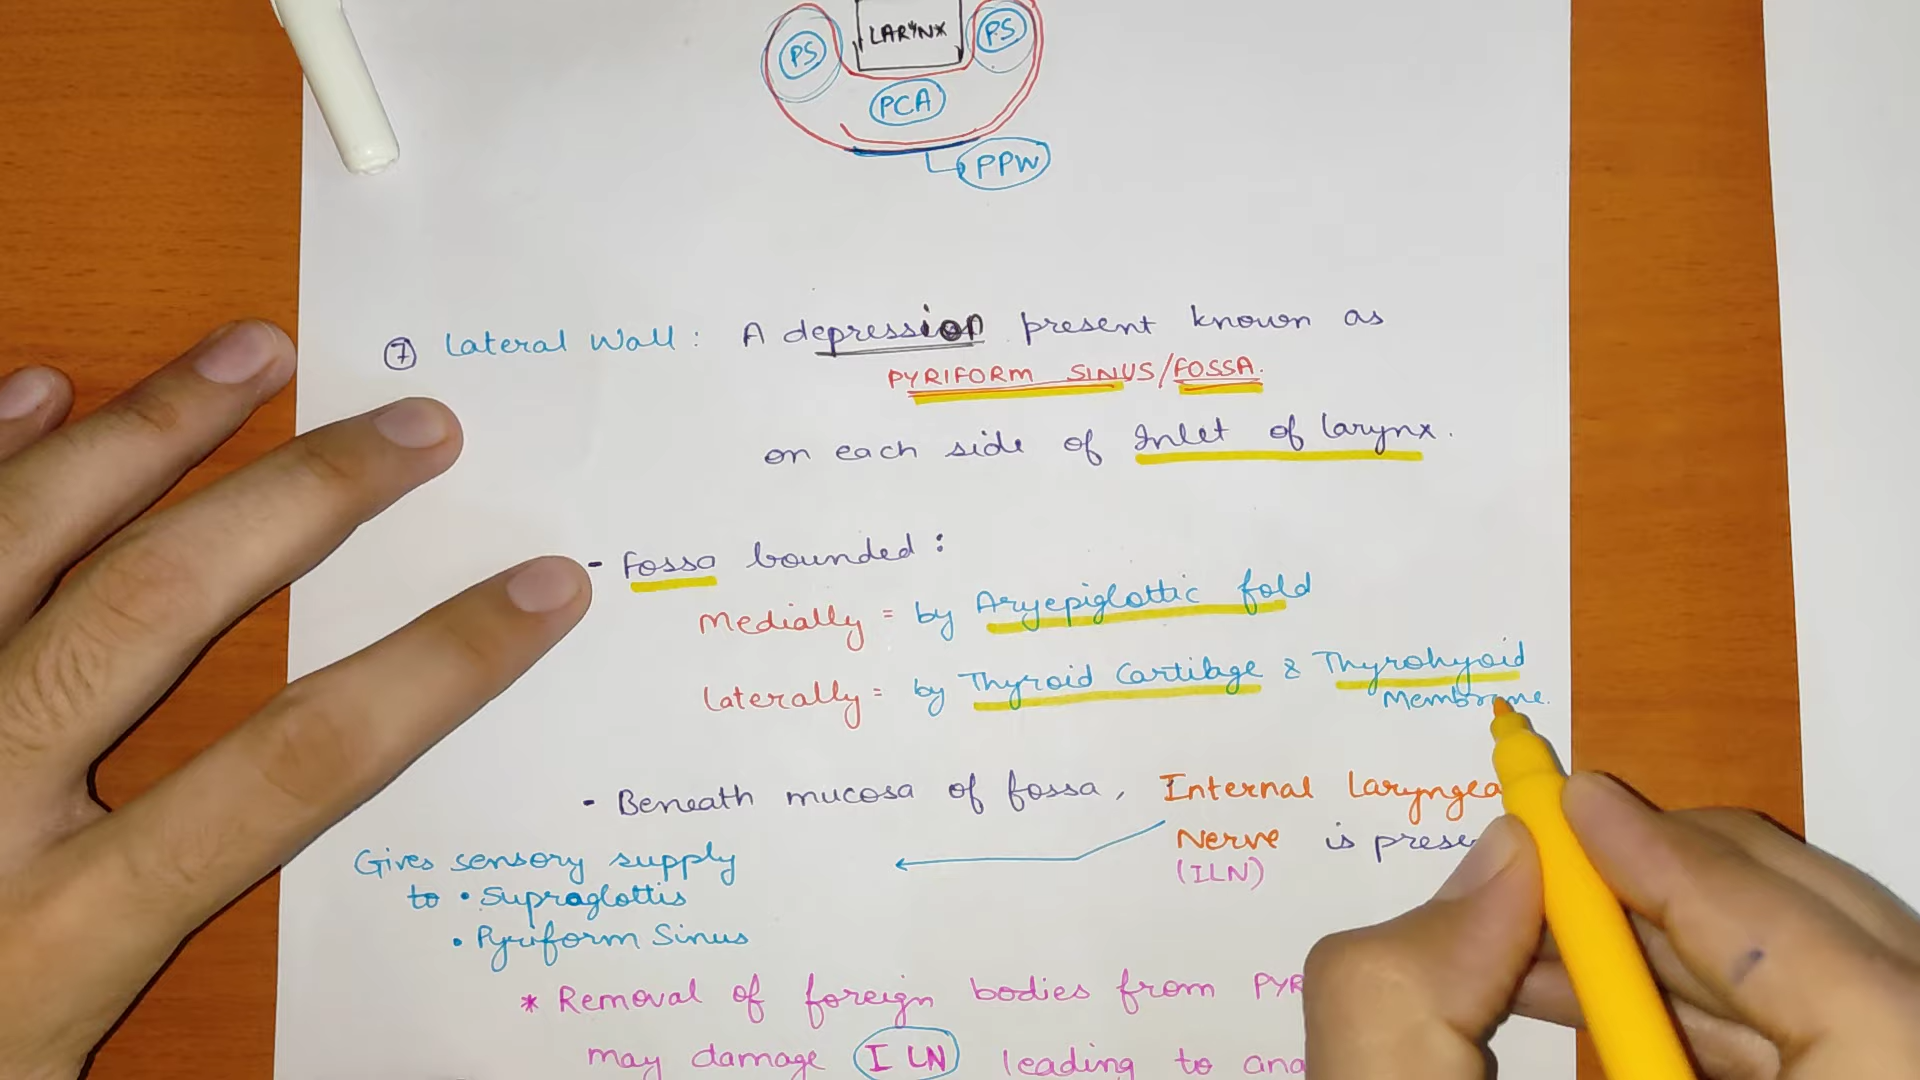 LARYNX
PS
PS
PCA
PPW
⑦ Lateral Wall: A depression present known as
PYRIFORM SINUS/FOSSA.
on each side of Inlet of larynx.
- Fossa bounded:
Medially = by Aryepiglottic fold
Laterally = by Thyroid Cartilage & Thyrohyoid
Membrane.
- Beneath mucosa of fossa, Internal
Nerve is
(ILN)
Gives sensory supply
to • Supraglottis
• Pyriform Sinus
* Removal of foreign bodies from
may damage ILN leading to